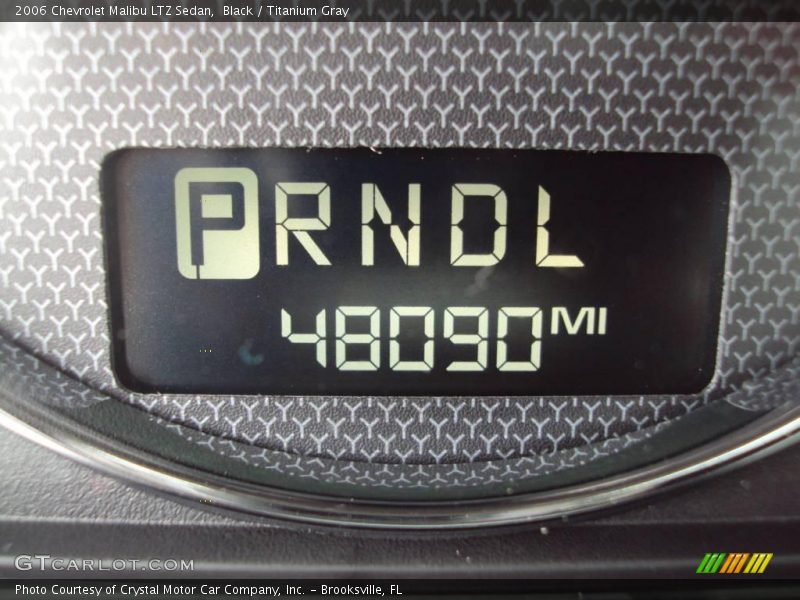 2006 Chevrolet Malibu LTZ Sedan, Black / Titanium Gray
PRNDL
48090 MI
GTCARLOT.COM
Photo Courtesy of Crystal Motor Car Company, Inc. – Brooksville, FL